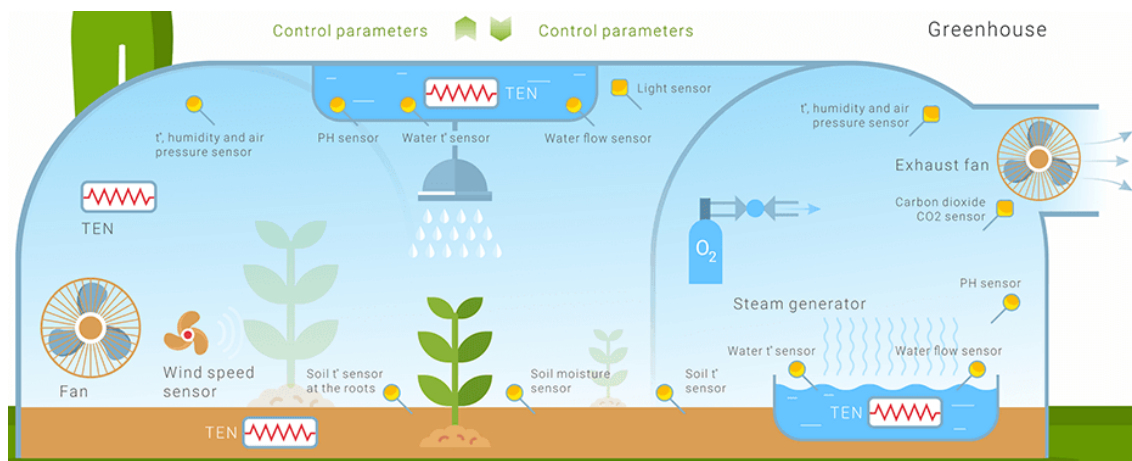 Control parameters
Control parameters
Greenhouse
TEN
Light sensor
t°, humidity and air
pressure sensor
PH sensor
Water t° sensor
Water flow sensor
t°, humidity and air
pressure sensor
Exhaust fan
TEN
Carbon dioxide
CO2 sensor
O2
PH sensor
Steam generator
Water t° sensor
Water flow sensor
Fan
Wind speed
sensor
Soil t° sensor
at the roots
Soil moisture
sensor
Soil t°
sensor
TEN
TEN